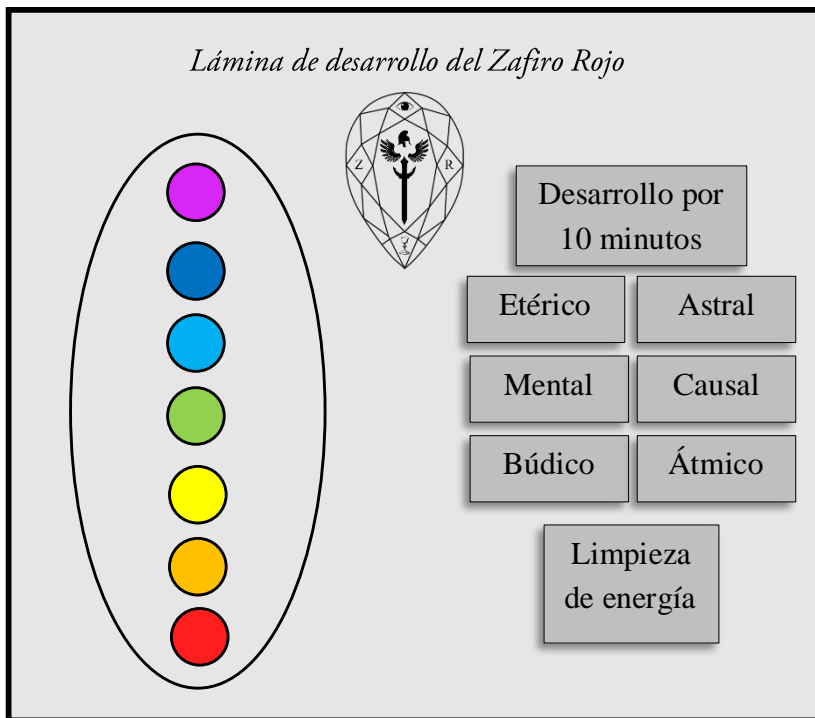 Lámina de desarrollo del Zafiro Rojo
Z R
Desarrollo por
10 minutos
Etérico Astral
Mental Causal
Búdico Átmico
Limpieza
de energía